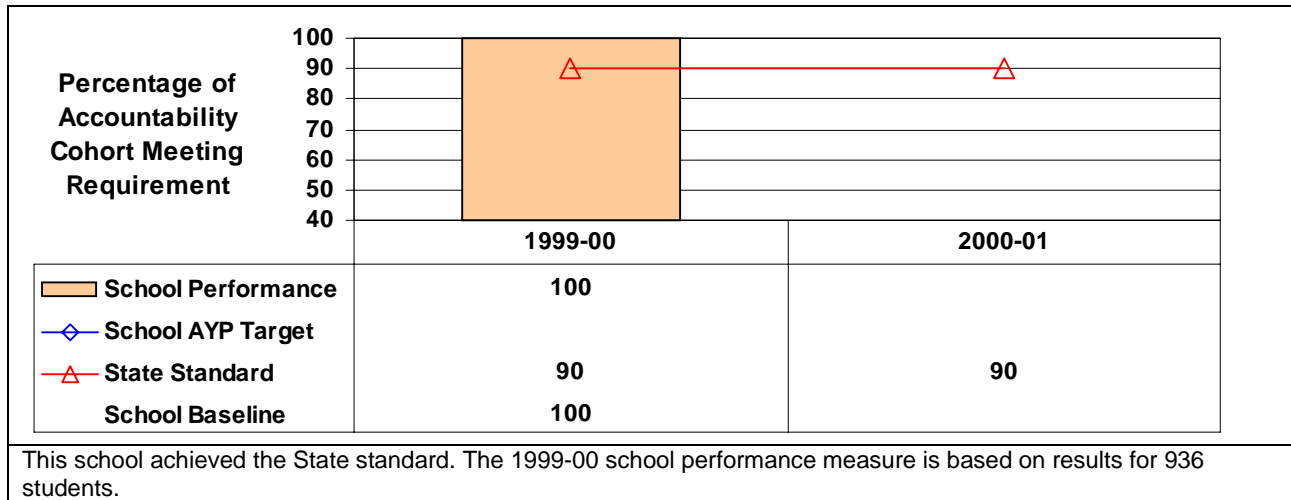 Percentage of
Accountability
Cohort Meeting
Requirement
100
90
80
70
60
50
40
1999-00 2000-01
School Performance 100
School AYP Target
State Standard 90 90
School Baseline 100
This school achieved the State standard. The 1999-00 school performance measure is based on results for 936
students.